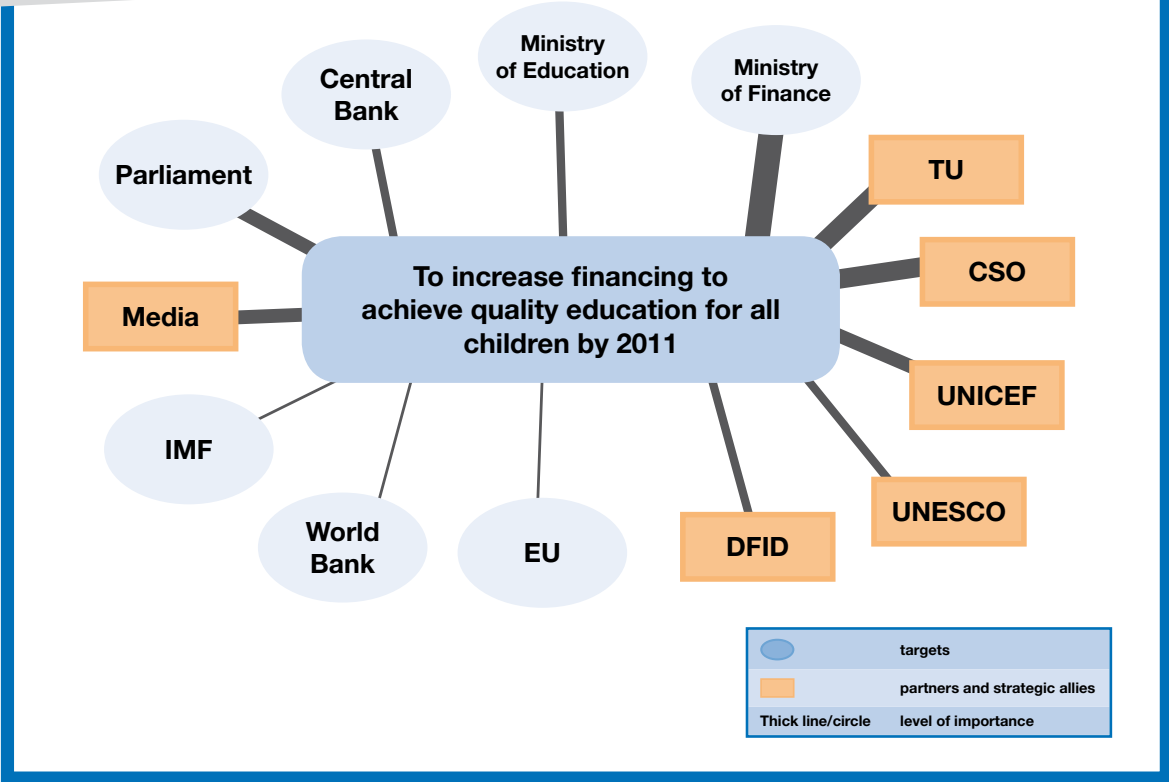 Ministry
of Education
Central
Bank
Ministry
of Finance
Parliament
TU
CSO
Media
To increase financing to
achieve quality education for all
children by 2011
UNICEF
IMF
UNESCO
World
Bank
EU
DFID
targets
partners and strategic allies
Thick line/circle level of importance